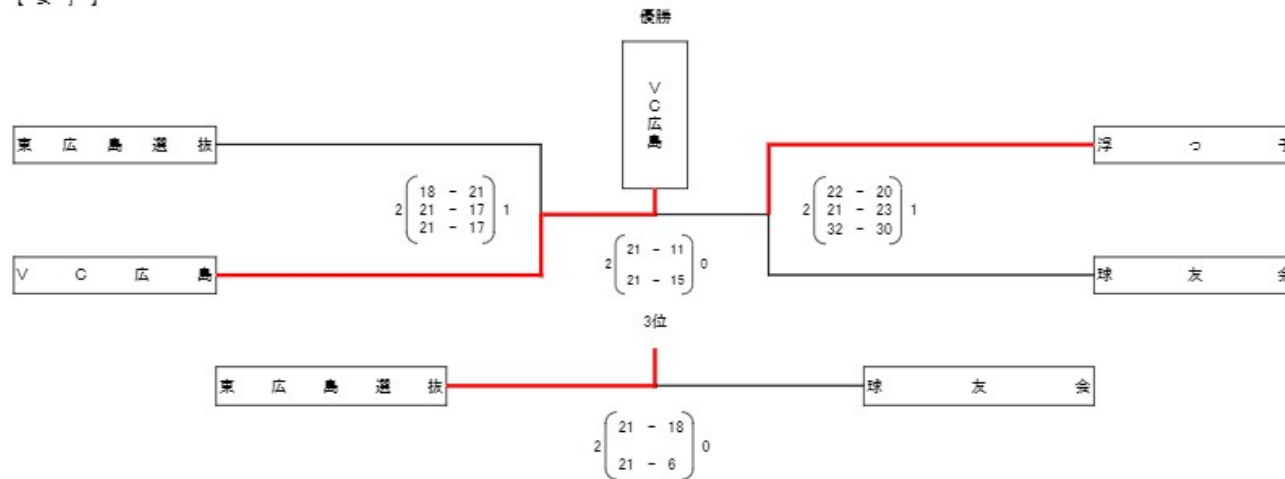 優勝
VC広島
東広島選抜
浮っ子
2 18 - 21 1
21 - 17
21 - 17
2 22 - 20 1
21 - 23
32 - 30
VC広島
2 21 - 11 0
21 - 15
球友会
3位
東広島選抜
球友会
2 21 - 18 0
21 - 6